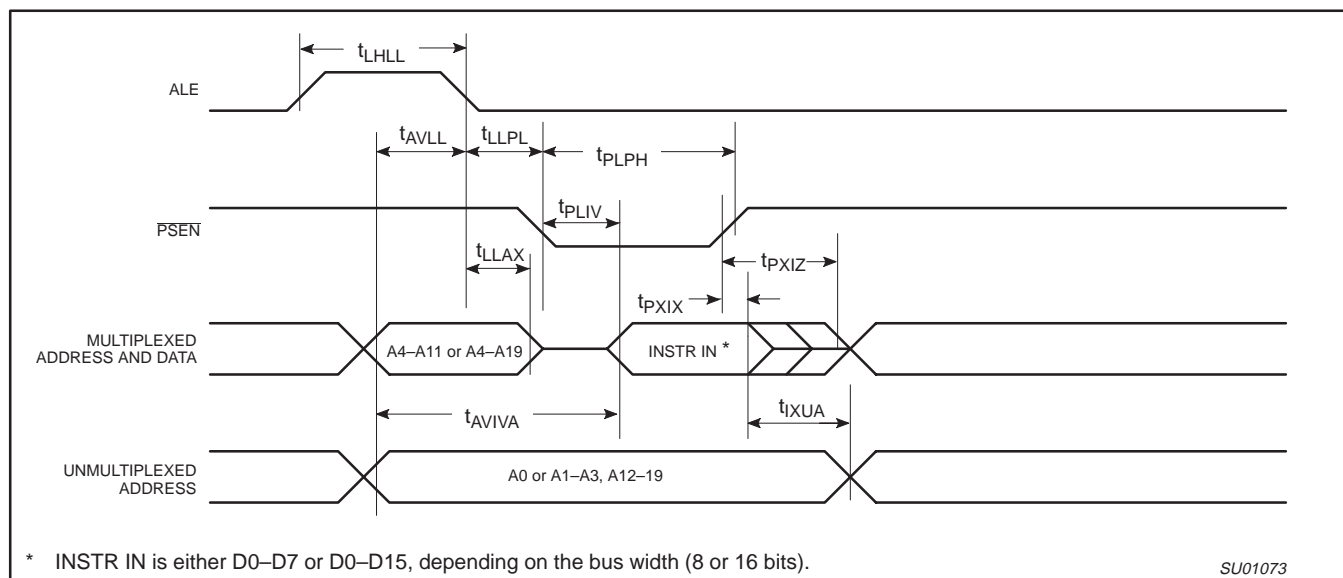 tLHLL
ALE
tAVLL
tLLPL
tPLPH
PSEN
tPLIV
tLLAX
tPXIZ
tPXIX
MULTIPLEXED
ADDRESS AND DATA
A4–A11 or A4–A19
INSTR IN *
tAVIVA
tIXUA
UNMULTIPLEXED
ADDRESS
A0 or A1–A3, A12–19
* INSTR IN is either D0–D7 or D0–D15, depending on the bus width (8 or 16 bits).
SU01073